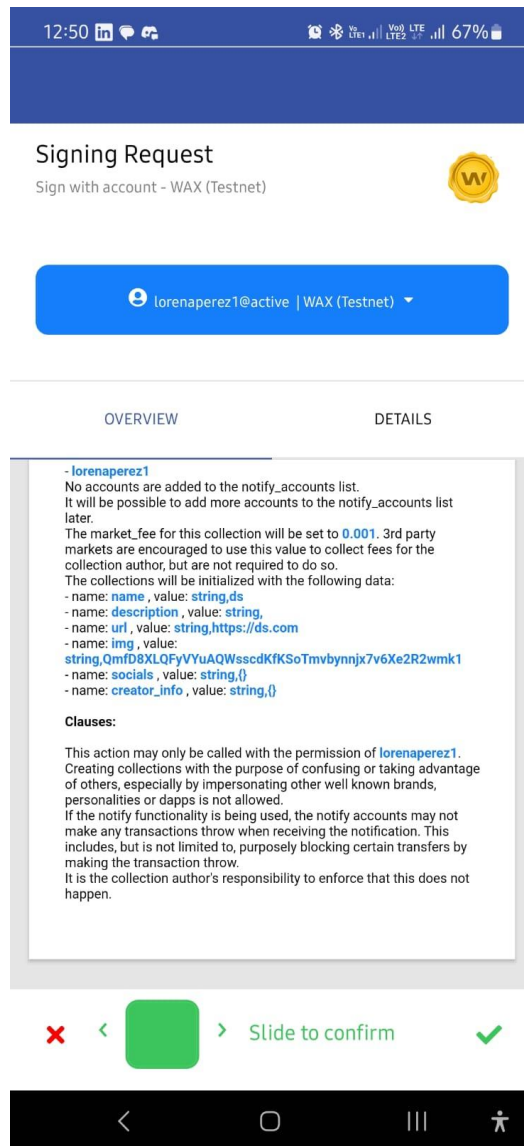 12:50
Vo) LTE1 Vo)) LTE LTE2 67%
Signing Request
Sign with account - WAX (Testnet)
W
lorenaperez1@active | WAX (Testnet)
OVERVIEW DETAILS
- lorenaperez1
No accounts are added to the notify_accounts list.
It will be possible to add more accounts to the notify_accounts list
later.
The market_fee for this collection will be set to 0.001. 3rd party
markets are encouraged to use this value to collect fees for the
collection author, but are not required to do so.
The collections will be initialized with the following data:
- name: name , value: string,ds
- name: description , value: string,
- name: url , value: string,https://ds.com
- name: img , value:
string,QmfD8XLQFyVYuAQWsscdKfKSoTmvbynnjx7v6Xe2R2wmk1
- name: socials , value: string,{}
- name: creator_info , value: string,{}
Clauses:
This action may only be called with the permission of lorenaperez1.
Creating collections with the purpose of confusing or taking advantage
of others, especially by impersonating other well known brands,
personalities or dapps is not allowed.
If the notify functionality is being used, the notify accounts may not
make any transactions throw when receiving the notification. This
includes, but is not limited to, purposely blocking certain transfers by
making the transaction throw.
It is the collection author's responsibility to enforce that this does not
happen.
Slide to confirm